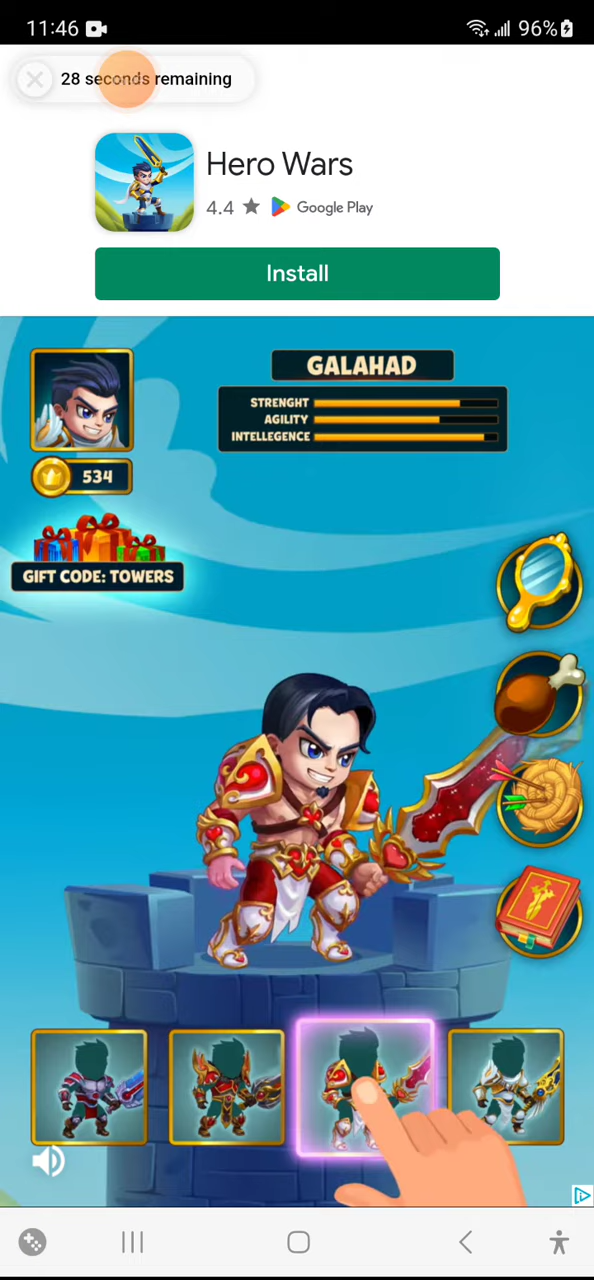 11:46
96%
28 seconds remaining
Hero Wars
4.4 ★ Google Play
Install
GALAHAD
STRENGHT
AGILITY
INTELLEGENCE
534
GIFT CODE: TOWERS